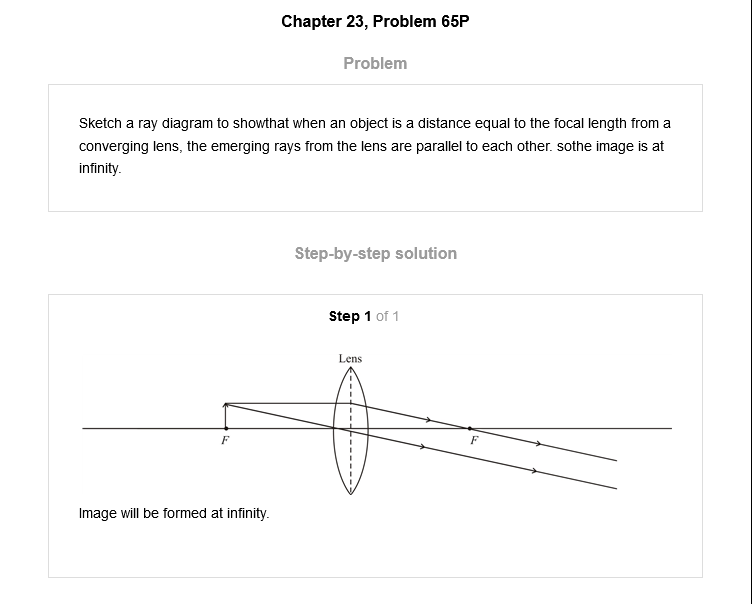 Chapter 23, Problem 65P
Problem
Sketch a ray diagram to showthat when an object is a distance equal to the focal length from a
converging lens, the emerging rays from the lens are parallel to each other. sothe image is at
infinity.
Step-by-step solution
Step 1 of 1
Lens
F
F
Image will be formed at infinity.